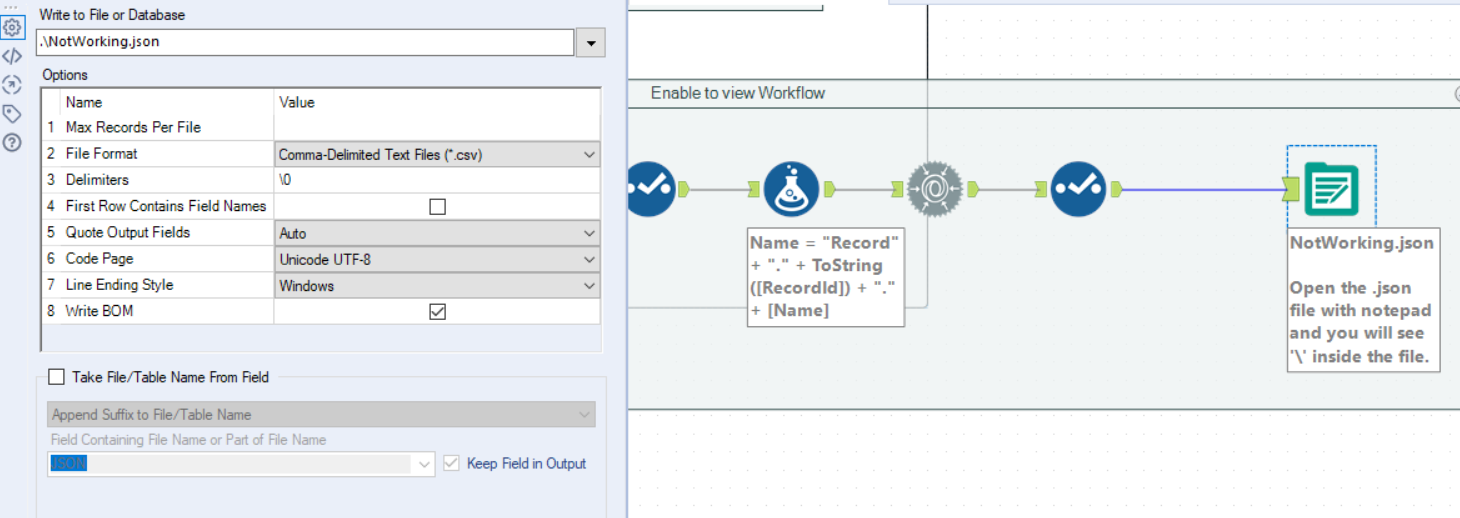 Write to File or Database
.\NotWorking.json
Options
Name Value
1 Max Records Per File
2 File Format Comma-Delimited Text Files (*.csv)
3 Delimiters \0
4 First Row Contains Field Names
5 Quote Output Fields Auto
6 Code Page Unicode UTF-8
7 Line Ending Style Windows
8 Write BOM
Take File/Table Name From Field
Append Suffix to File/Table Name
Field Containing File Name or Part of File Name
JSON
Keep Field in Output
Enable to view Workflow
Name = "Record"
+ "." + ToString
([RecordId]) + "."
+ [Name]
NotWorking.json
Open the .json
file with notepad
and you will see
'\' inside the file.